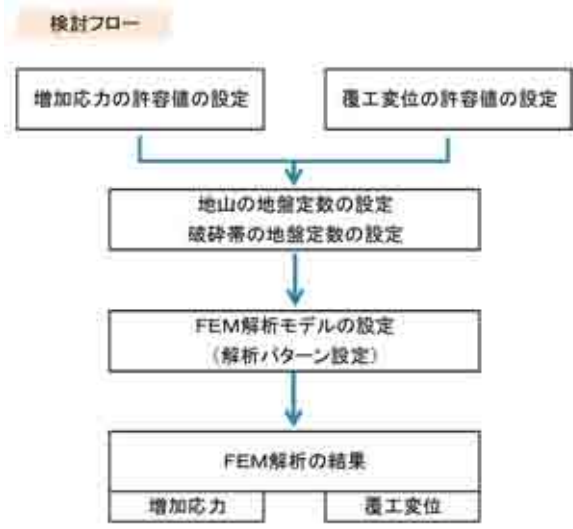 検討フロー
増加応力の許容値の設定
覆工変位の許容値の設定
地山の地盤定数の設定
破砕帯の地盤定数の設定
FEM解析モデルの設定
（解析パターン設定）
FEM解析の結果
増加応力
覆工変位